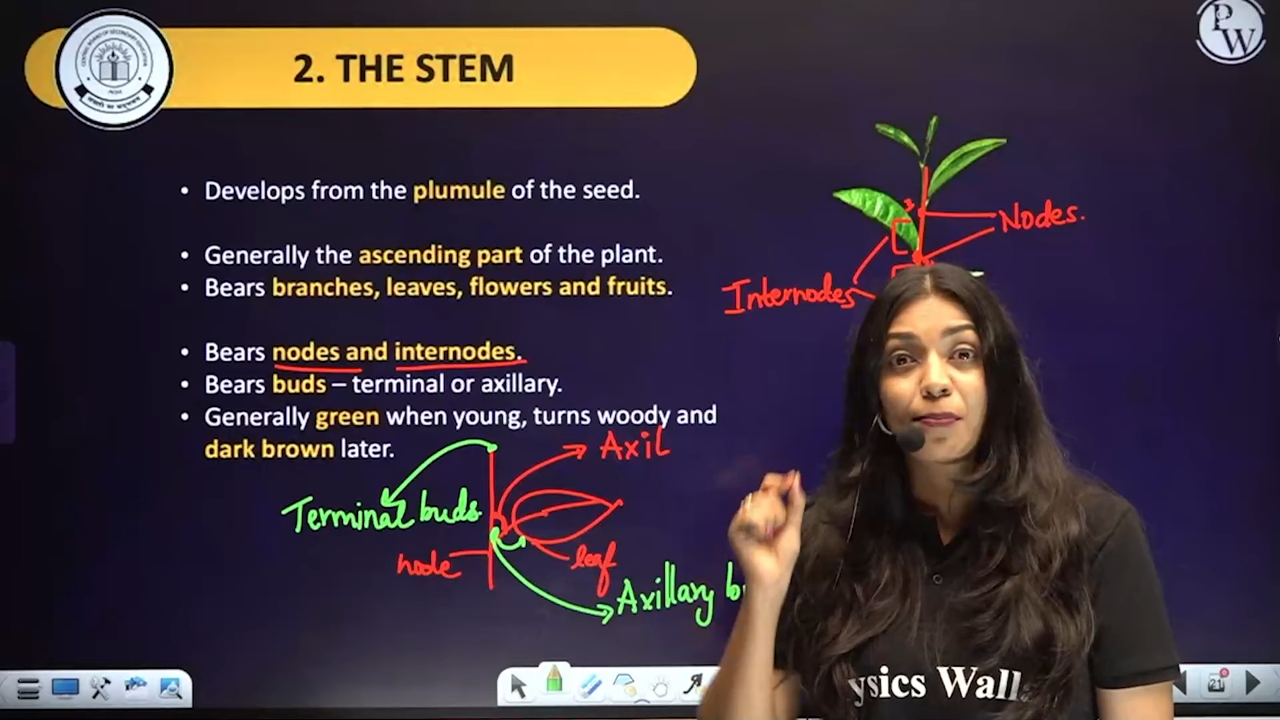 2. THE STEM
PW
• Develops from the plumule of the seed.
• Generally the ascending part of the plant.
• Bears branches, leaves, flowers and fruits.
• Bears nodes and internodes.
• Bears buds – terminal or axillary.
• Generally green when young, turns woody and
dark brown later.
Nodes.
Internodes
Axil
Terminal buds
node
leaf
Axillary b
ysics Wall
21